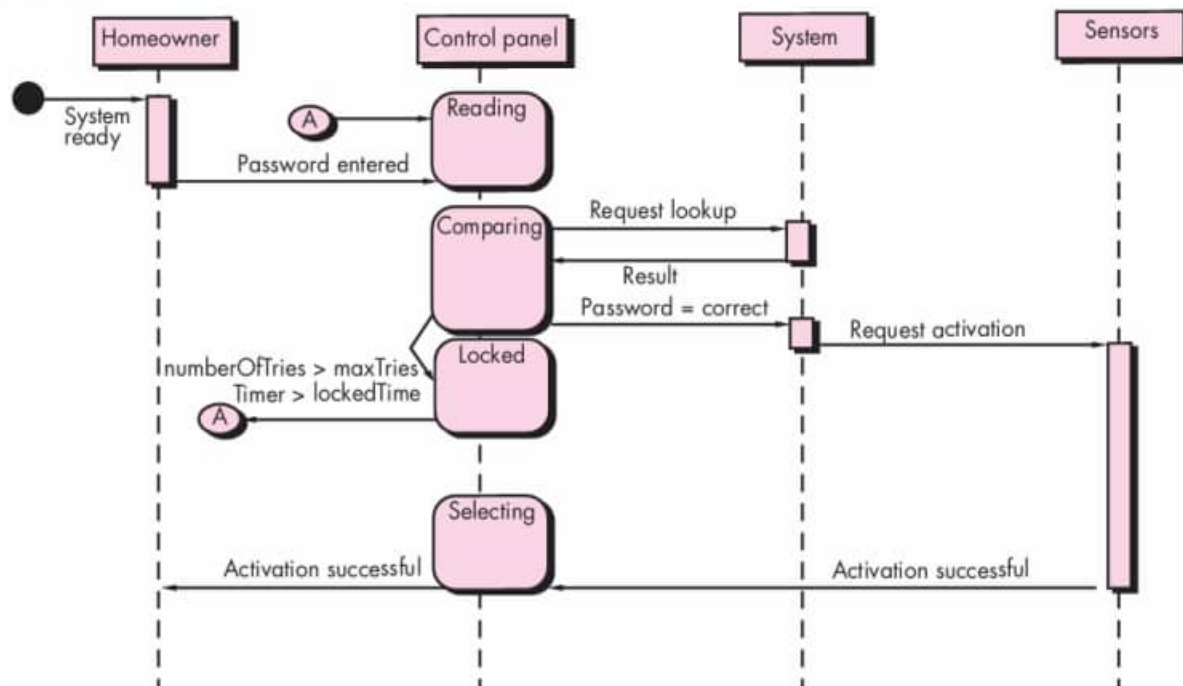 Homeowner
Control panel
System
Sensors
System
ready
A
Reading
Password entered
Comparing
Request lookup
Result
Password = correct
Request activation
Locked
numberOfTries > maxTries
Timer > lockedTime
A
Selecting
Activation successful
Activation successful